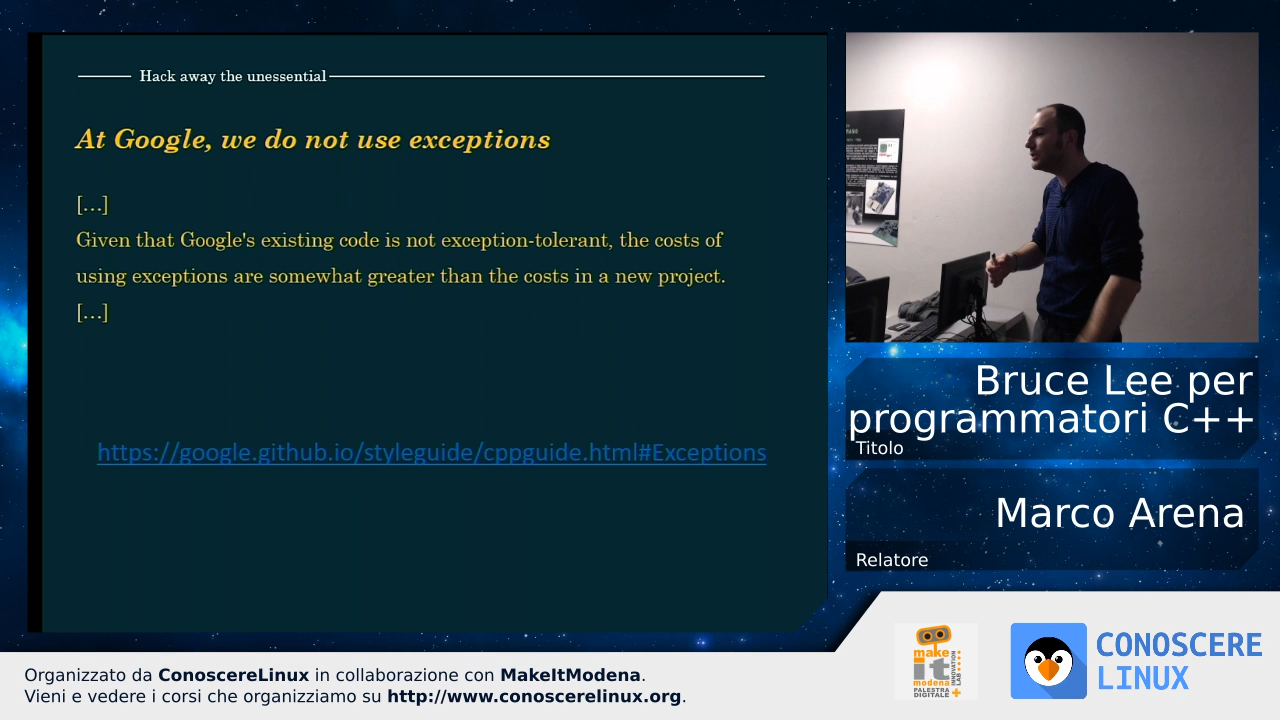 Hack away the unessential
At Google, we do not use exceptions
[...]
Given that Google's existing code is not exception-tolerant, the costs of
using exceptions are somewhat greater than the costs in a new project.
[...]
https://google.github.io/styleguide/cppguide.html#Exceptions
Bruce Lee per
programmatori C++
Titolo
Marco Arena
Relatore
make
it
modena
PALESTRA
DIGITALE
INNOVATION
LAB
CONOSCERE
LINUX
Organizzato da ConoscereLinux in collaborazione con MakeItModena.
Vieni e vedere i corsi che organizziamo su http://www.conoscerelinux.org.